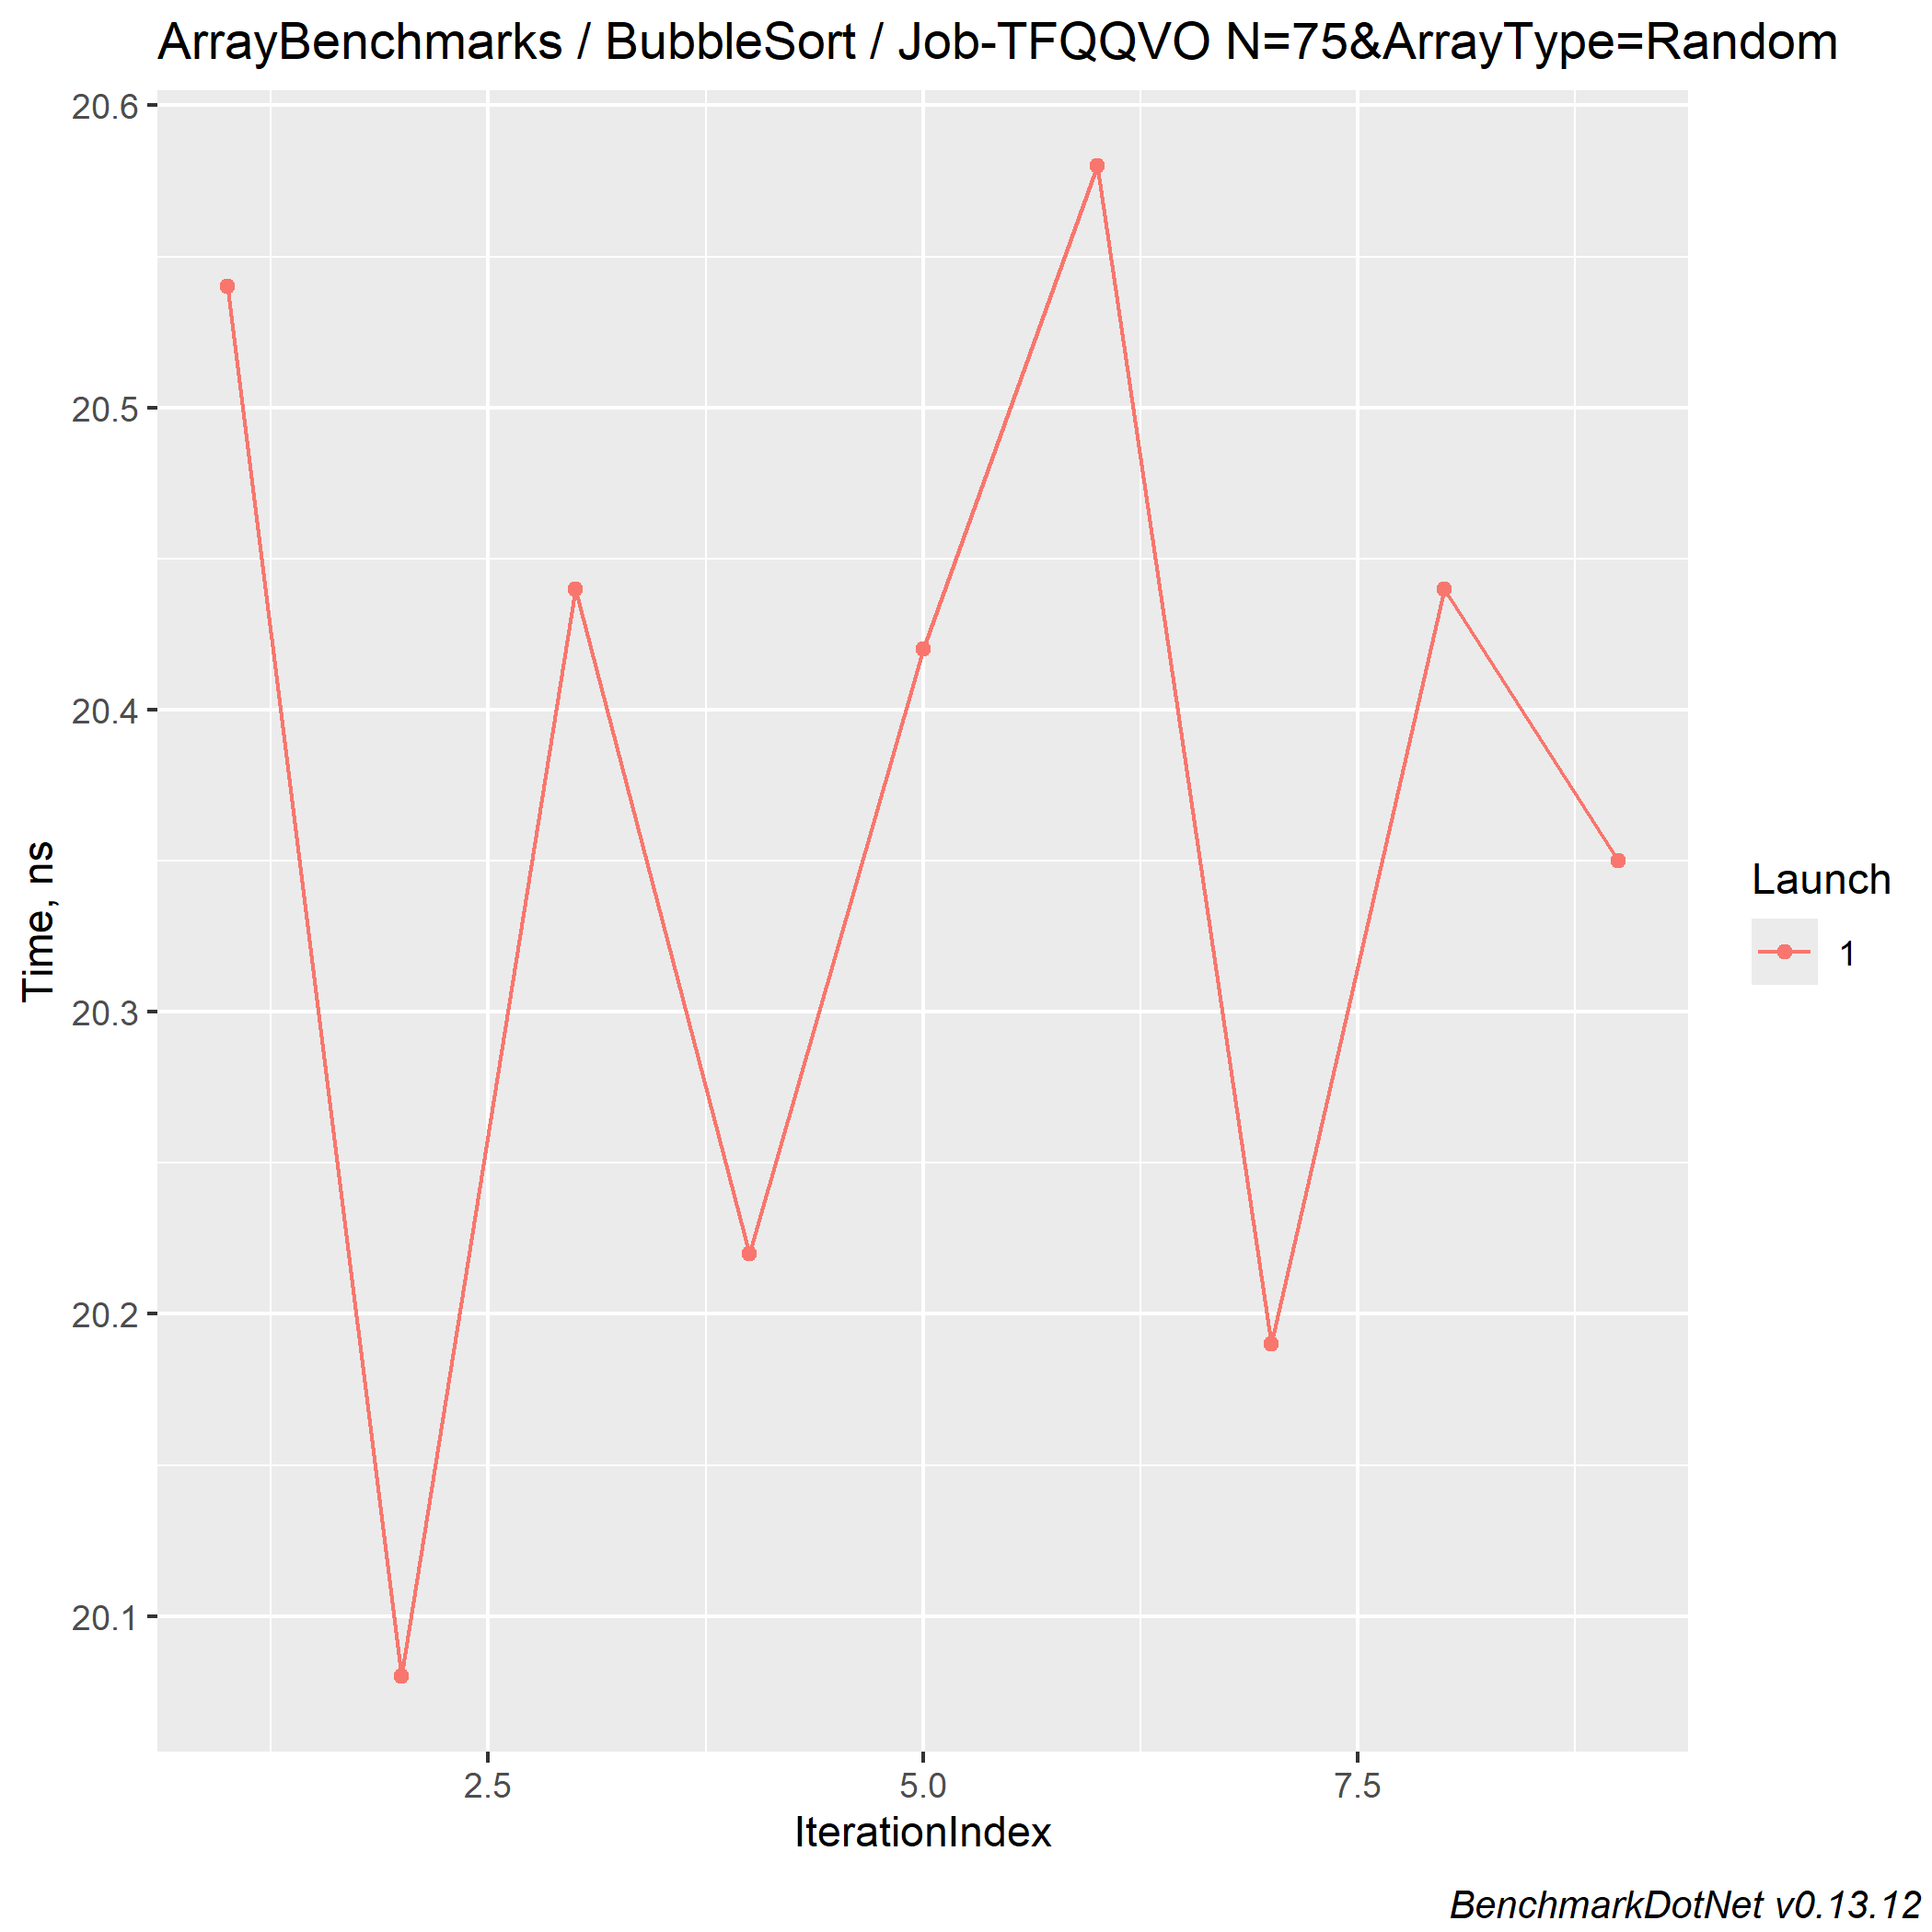 ArrayBenchmarks / BubbleSort / Job-TFQQVO N=75&ArrayType=Random
20.6
20.5
20.4
20.3
20.2
20.1
Time, ns
2.5 5.0 7.5
IterationIndex
Launch
1
BenchmarkDotNet v0.13.12